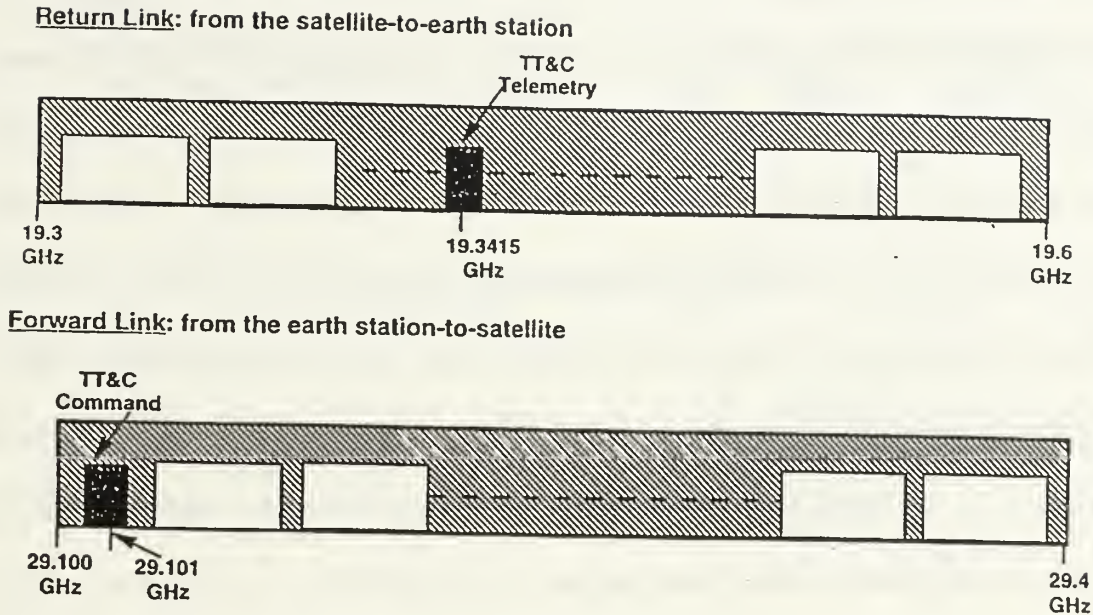 Return Link: from the satellite-to-earth station
TT&C
Telemetry
19.3
GHz
19.3415
GHz
19.6
GHz
Forward Link: from the earth station-to-satellite
TT&C
Command
29.100
GHz
29.101
GHz
29.4
GHz